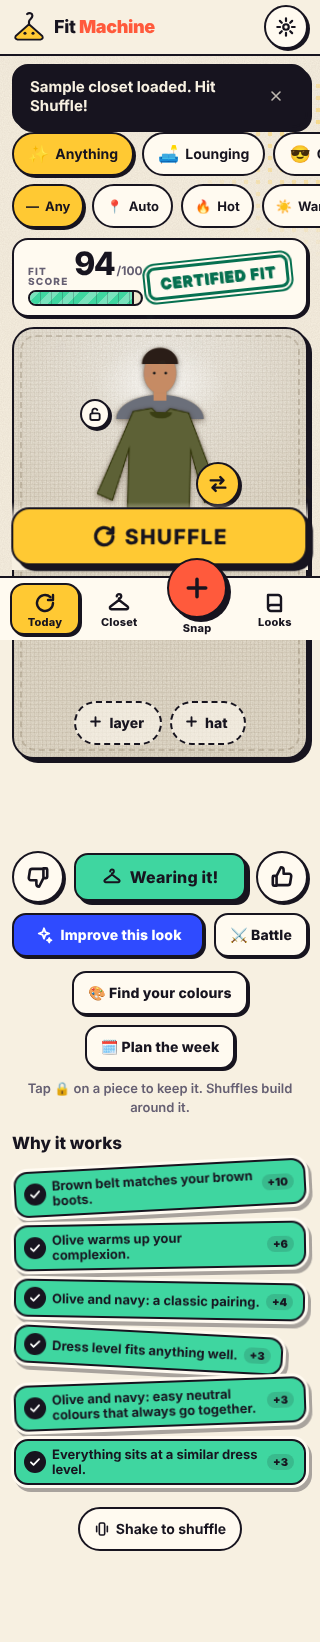 Fit Machine
Sample closet loaded. Hit
Shuffle!
Anything
Lounging
Any
Auto
Hot
FIT
SCORE
94/100
CERTIFIED FIT
SHUFFLE
Today
Closet
Snap
Looks
+ layer
+ hat
Wearing it!
Improve this look
Battle
Find your colours
Plan the week
Tap 🔒 on a piece to keep it. Shuffles build
around it.
Why it works
Brown belt matches your brown
boots.
+10
Olive warms up your
complexion.
+6
Olive and navy: a classic pairing.
+4
Dress level fits anything well.
+3
Olive and navy: easy neutral
colours that always go together.
+3
Everything sits at a similar dress
level.
+3
Shake to shuffle